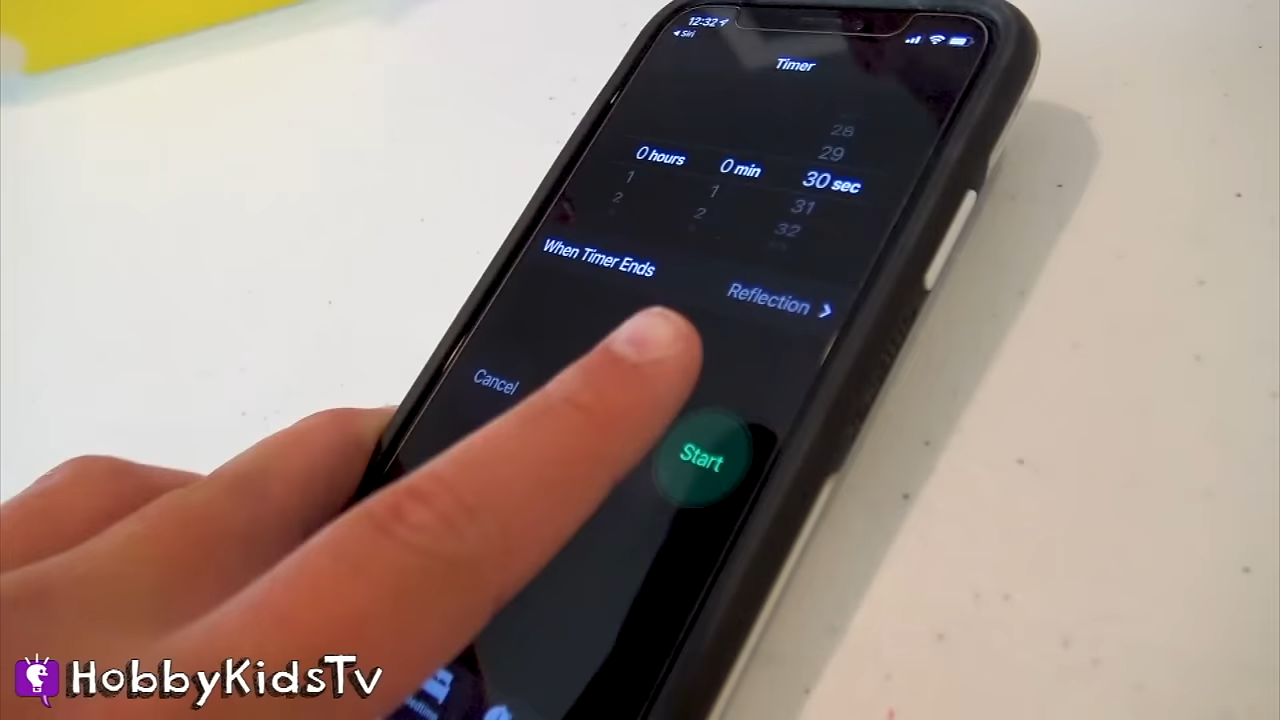 12:32
Siri
Timer
28
29
0 hours 0 min 30 sec
1 1 31
2 2 32
When Timer Ends
Reflection
Cancel
Start
HobbyKidsTv